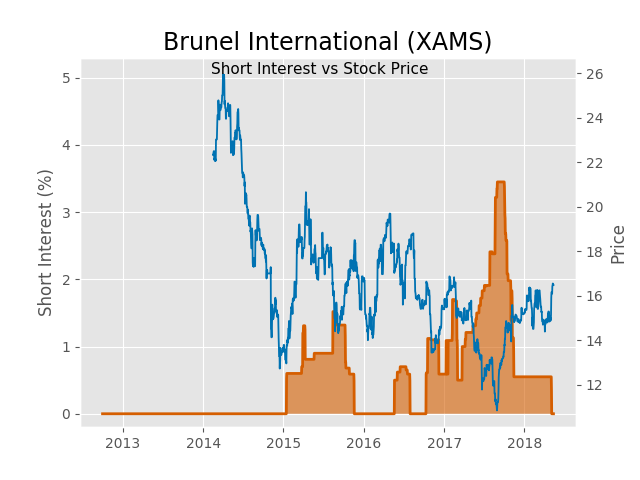 Brunel International (XAMS)
Short Interest vs Stock Price
Short Interest (%)
5
4
3
2
1
0
26
24
22
20
18
16
14
12
Price
2013 2014 2015 2016 2017 2018